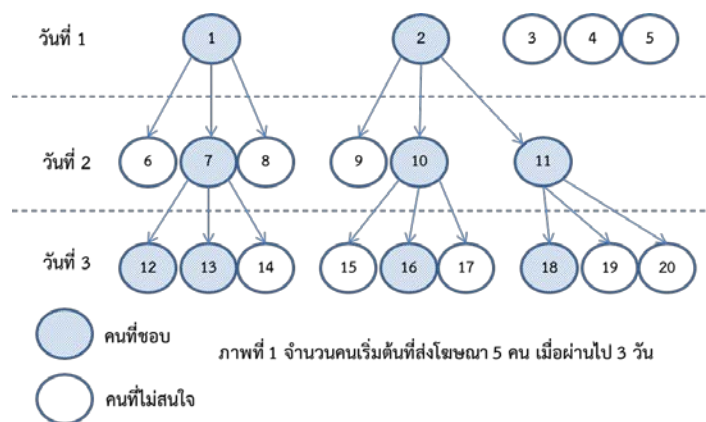 วันที่ 1 1 2 3 4 5
วันที่ 2 6 7 8 9 10 11
วันที่ 3 12 13 14 15 16 17 18 19 20
คนที่ชอบ
ภาพที่ 1 จำนวนคนเริ่มต้นที่ส่งโฆษณา 5 คน เมื่อผ่านไป 3 วัน
คนที่ไม่สนใจ